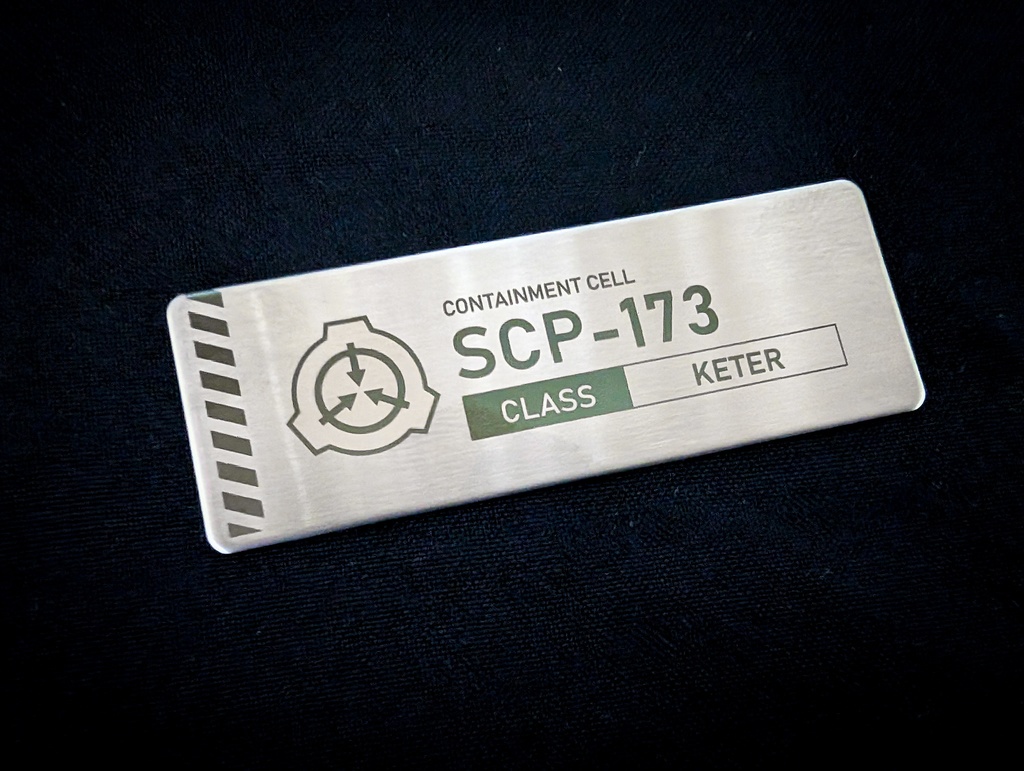 CONTAINMENT CELL
SCP-173
CLASS KETER